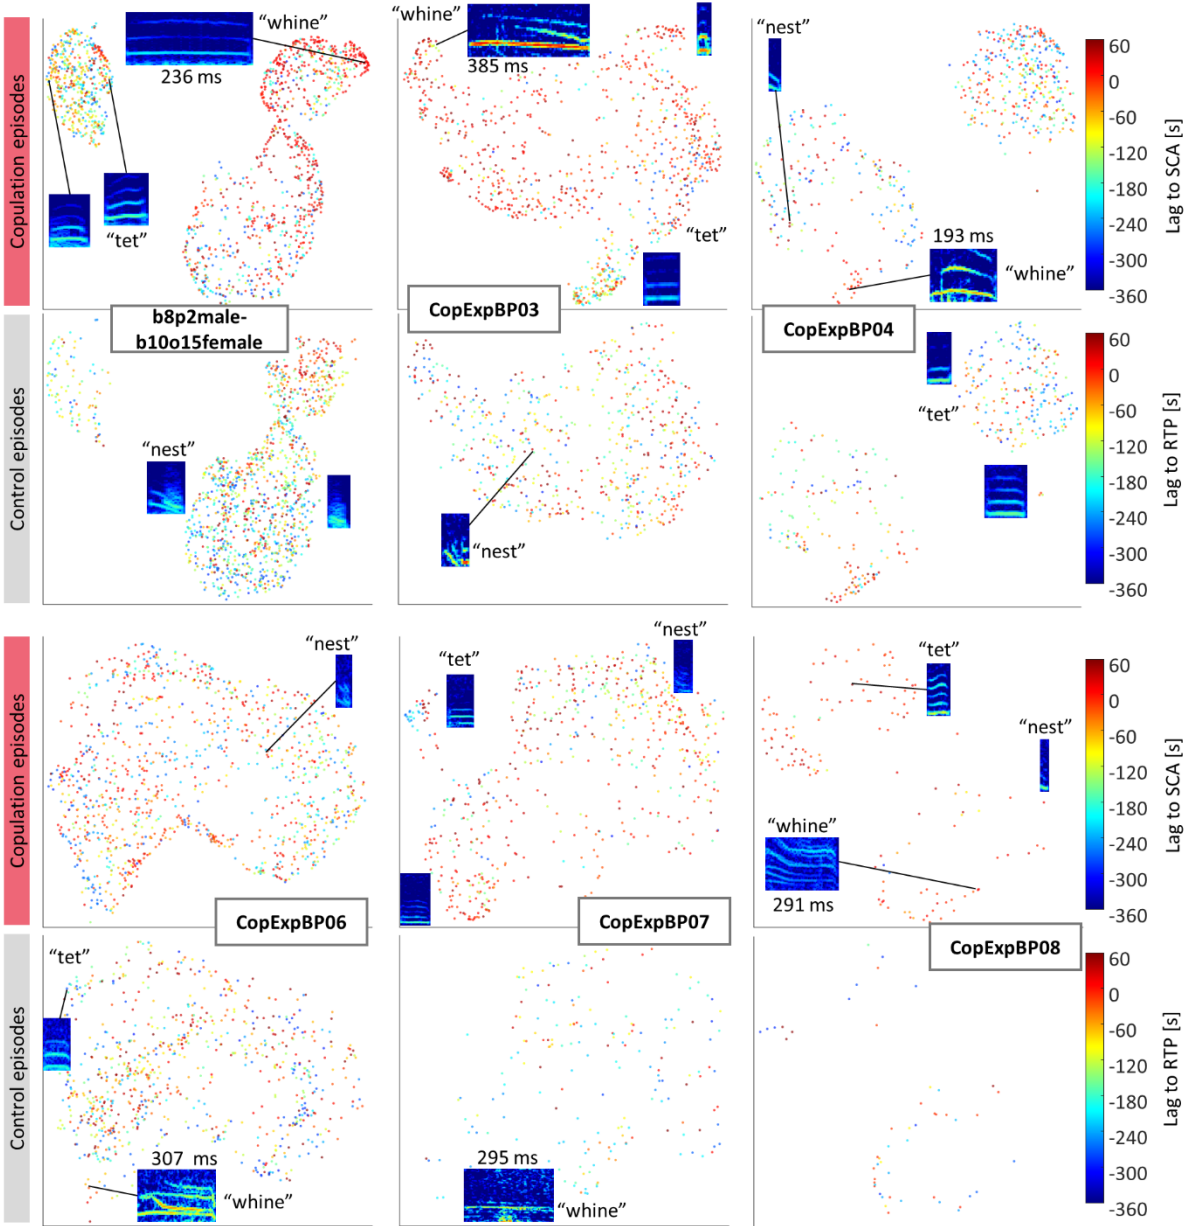 Copulation episodes
“whine”
236 ms
“tet”
“whine”
385 ms
“tet”
“nest”
193 ms
“whine”
60
0
-60
-120
-180
-240
-300
-360
Lag to SCA [s]
b8p2male-
b10o15female
CopExpBP03
CopExpBP04
Control episodes
“nest”
“nest”
“tet”
60
0
-60
-120
-180
-240
-300
-360
Lag to RTP [s]
Copulation episodes
“nest”
“tet”
“nest”
“tet”
“nest”
“whine”
291 ms
60
0
-60
-120
-180
-240
-300
-360
Lag to SCA [s]
CopExpBP06
CopExpBP07
CopExpBP08
Control episodes
“tet”
307 ms
“whine”
295 ms
“whine”
60
0
-60
-120
-180
-240
-300
-360
Lag to RTP [s]